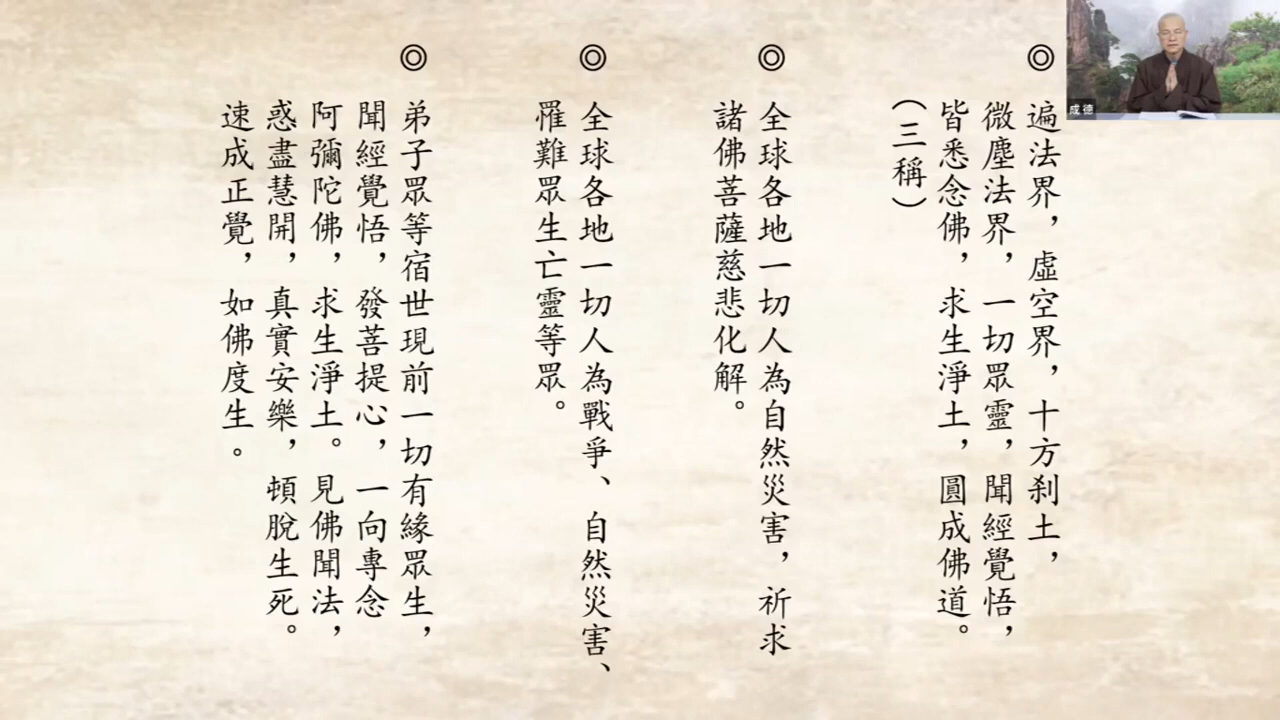 ◎
遍法界，虛空界，十方剎土，
微塵法界，一切眾靈，聞經覺悟，
皆悉念佛，求生淨土，圓成佛道。
（三稱）
◎
全球各地一切人為自然災害，祈求
諸佛菩薩慈悲化解。
◎
全球各地一切人為戰爭、自然災害、
罹難眾生亡靈等眾。
◎
弟子眾等宿世現前一切有緣眾生，
聞經覺悟，發菩提心，一向專念
阿彌陀佛，求生淨土。見佛聞法，
惑盡慧開，真實安樂，頓脫生死。
速成正覺，如佛度生。
成德